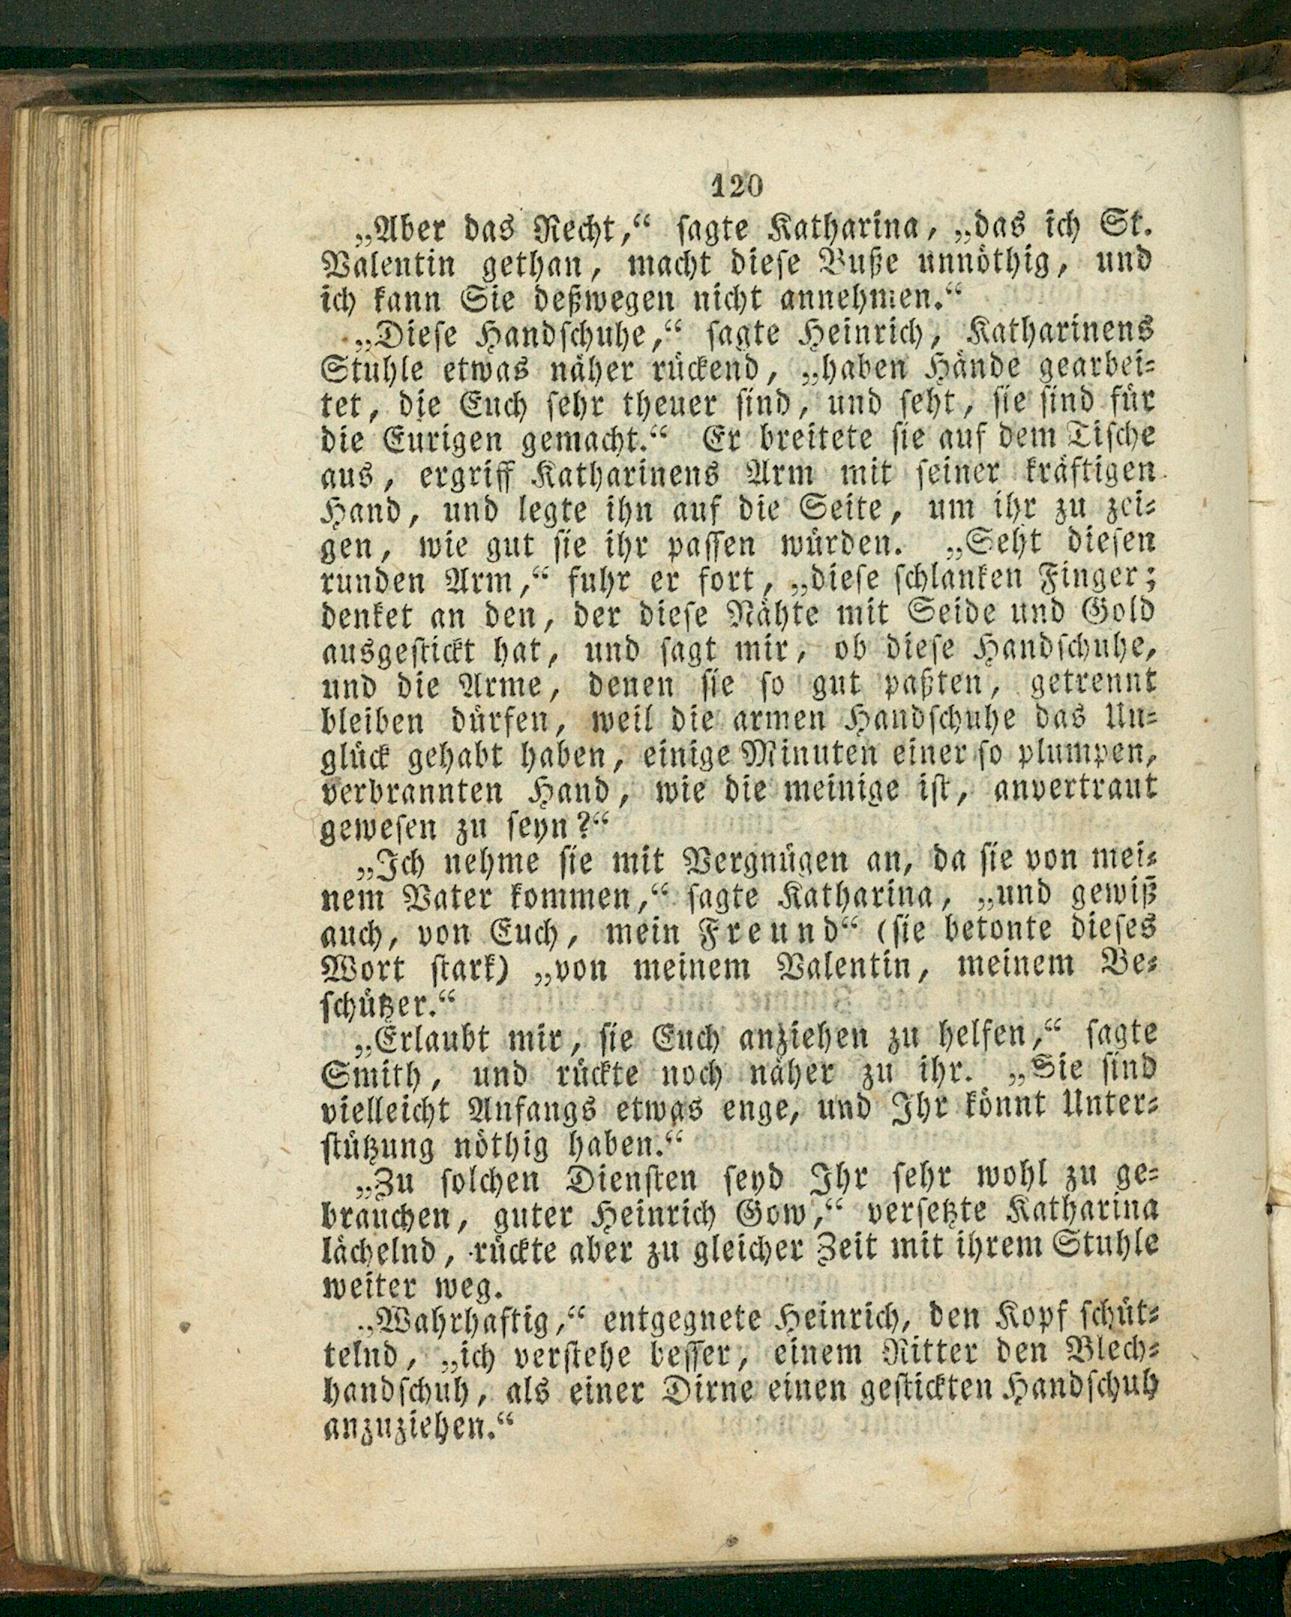 120
„Aber das Recht,“ sagte Katharina, „das ich St.
Valentin gethan, macht diese Buße unnöthig, und
ich kann Sie deßwegen nicht annehmen.“
„Diese Handschuhe,“ sagte Heinrich, Katharinens
Stuhle etwas näher rückend, „haben Hände gearbei-
tet, die Euch sehr theuer sind, und seht, sie sind für
die Eurigen gemacht.“ Er breitete sie auf dem Tische
aus, ergriff Katharinens Arm mit seiner kräftigen
Hand, und legte ihn auf die Seite, um ihr zu zei-
gen, wie gut sie ihr passen würden. „Seht diesen
runden Arm,“ fuhr er fort, „diese schlanken Finger;
denket an den, der diese Nähte mit Seide und Gold
ausgestickt hat, und sagt mir, ob diese Handschuhe,
und die Arme, denen sie so gut paßten, getrennt
bleiben dürfen, weil die armen Handschuhe das Un-
glück gehabt haben, einige Minuten einer so plumpen,
verbrannten Hand, wie die meinige ist, anvertraut
gewesen zu seyn?“
„Ich nehme sie mit Vergnügen an, da sie von mei-
nem Vater kommen,“ sagte Katharina, „und gewiß
auch, von Euch, mein Freund“ (sie betonte dieses
Wort stark) „von meinem Valentin, meinem Be-
schützer.“
„Erlaubt mir, sie Euch anziehen zu helfen,“ sagte
Smith, und rückte noch näher zu ihr. „Sie sind
vielleicht Anfangs etwas enge, und Ihr könnt Unter-
stützung nöthig haben.“
„Zu solchen Diensten seyd Ihr sehr wohl zu ge-
brauchen, guter Heinrich Gow,“ versetzte Katharina
lächelnd, rückte aber zu gleicher Zeit mit ihrem Stuhle
weiter weg.
„Wahrhaftig,“ entgegnete Heinrich, den Kopf schüt-
telnd, „ich verstehe besser, einem Ritter den Blech-
handschuh, als einer Dirne einen gestickten Handschuh
anzuziehen.“